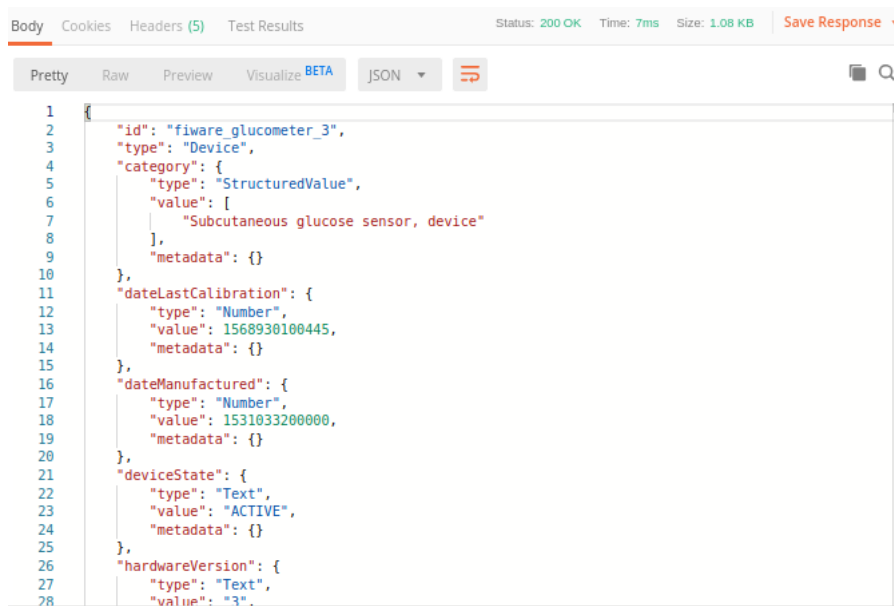 Body Cookies Headers (5) Test Results Status: 200 OK Time: 7ms Size: 1.08 KB Save Response
Pretty Raw Preview Visualize BETA JSON
1 {
2 "id": "fiware_glucometer_3",
3 "type": "Device",
4 "category": {
5 "type": "StructuredValue",
6 "value": [
7 "Subcutaneous glucose sensor, device"
8 ],
9 "metadata": {}
10 },
11 "dateLastCalibration": {
12 "type": "Number",
13 "value": 1568930100445,
14 "metadata": {}
15 },
16 "dateManufactured": {
17 "type": "Number",
18 "value": 1531033200000,
19 "metadata": {}
20 },
21 "deviceState": {
22 "type": "Text",
23 "value": "ACTIVE",
24 "metadata": {}
25 },
26 "hardwareVersion": {
27 "type": "Text",
28 "value": "3",